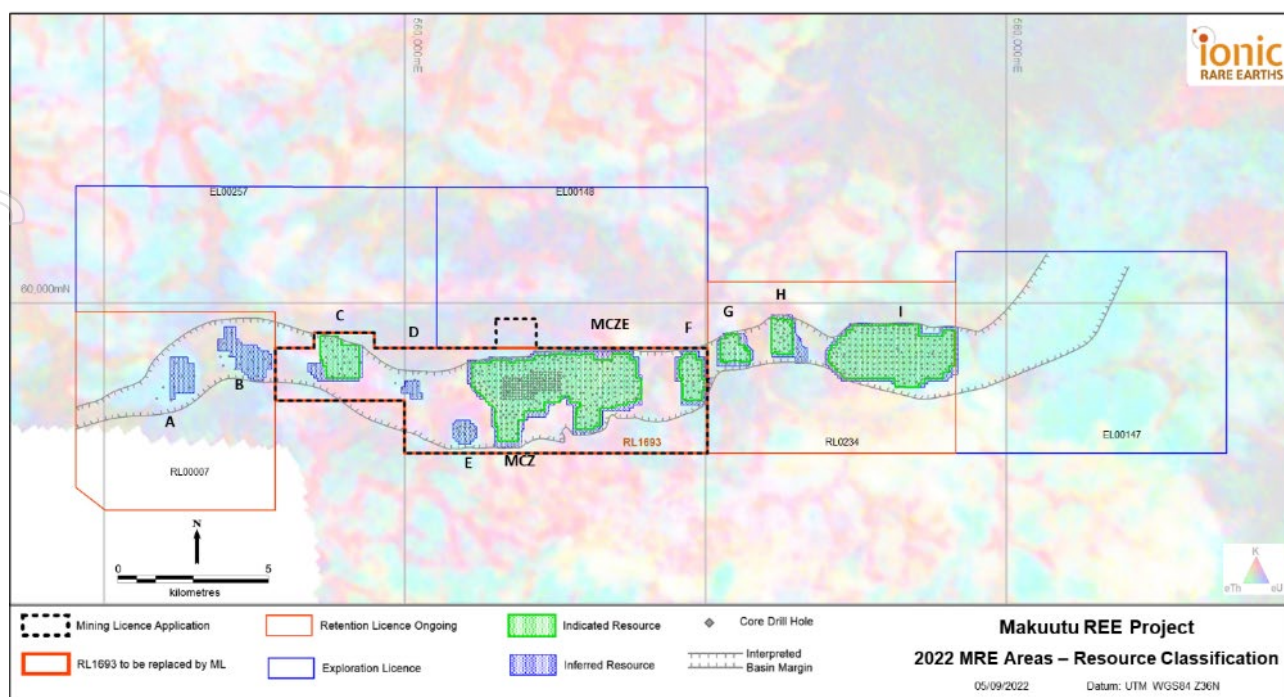 560,000mE
580,000mE
ionic
RARE EARTHS
EL00257
EL00148
60,000mN
C
D
MCZE
F
G
H
I
B
A
E
MCZ
RL1693
RL0234
EL00147
RL00007
N
0
5
kilometres
K
eTh
eU
Mining Licence Application
Retention Licence Ongoing
Indicated Resource
Core Drill Hole
RL1693 to be replaced by ML
Exploration Licence
Inferred Resource
Interpreted
Basin Margin
Makuutu REE Project
2022 MRE Areas – Resource Classification
05/09/2022
Datum: UTM WGS84 Z36N